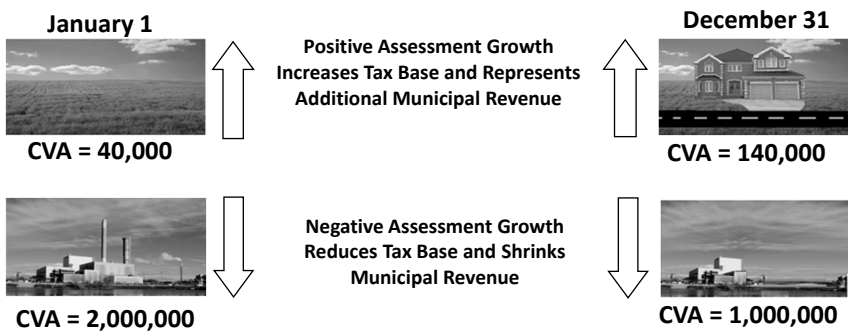 January 1
December 31
Positive Assessment Growth
Increases Tax Base and Represents
Additional Municipal Revenue
CVA = 40,000
CVA = 140,000
Negative Assessment Growth
Reduces Tax Base and Shrinks
Municipal Revenue
CVA = 2,000,000
CVA = 1,000,000